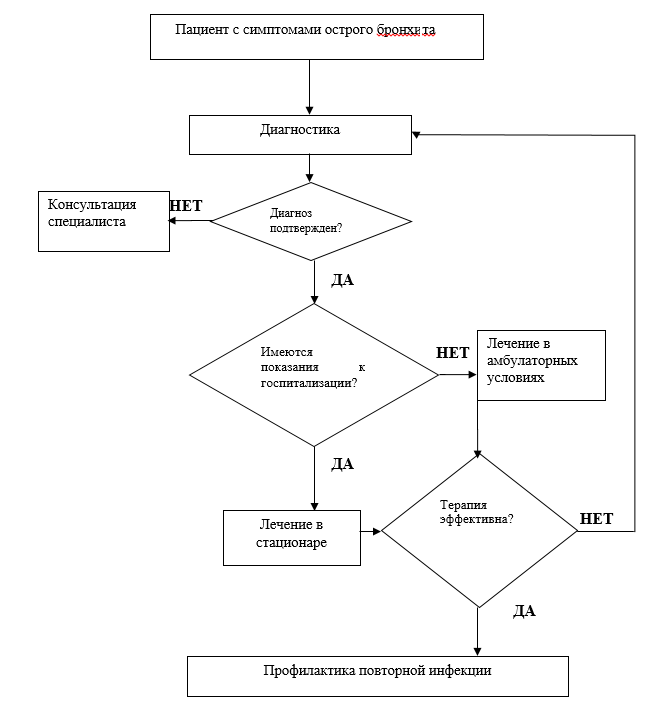 Пациент с симптомами острого бронхита
Диагностика
Консультация
специалиста
НЕТ
Диагноз
подтвержден?
ДА
Имеются
показания к
госпитализации?
НЕТ
Лечение в
амбулаторных
условиях
ДА
Лечение в
стационаре
Терапия
эффективна?
НЕТ
ДА
Профилактика повторной инфекции